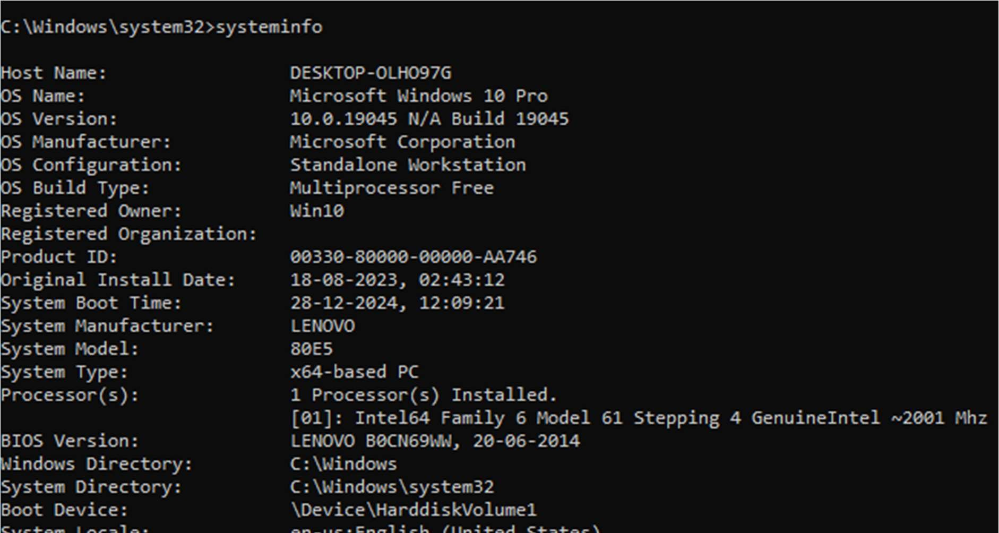 C:\Windows\system32>systeminfo
Host Name: DESKTOP-OLHO97G
OS Name: Microsoft Windows 10 Pro
OS Version: 10.0.19045 N/A Build 19045
OS Manufacturer: Microsoft Corporation
OS Configuration: Standalone Workstation
OS Build Type: Multiprocessor Free
Registered Owner: Win10
Registered Organization:
Product ID: 00330-80000-00000-AA746
Original Install Date: 18-08-2023, 02:43:12
System Boot Time: 28-12-2024, 12:09:21
System Manufacturer: LENOVO
System Model: 80E5
System Type: x64-based PC
Processor(s): 1 Processor(s) Installed.
[01]: Intel64 Family 6 Model 61 Stepping 4 GenuineIntel ~2001 Mhz
BIOS Version: LENOVO B0CN69WW, 20-06-2014
Windows Directory: C:\Windows
System Directory: C:\Windows\system32
Boot Device: \Device\HarddiskVolume1
System Locale: en-us;English (United States)